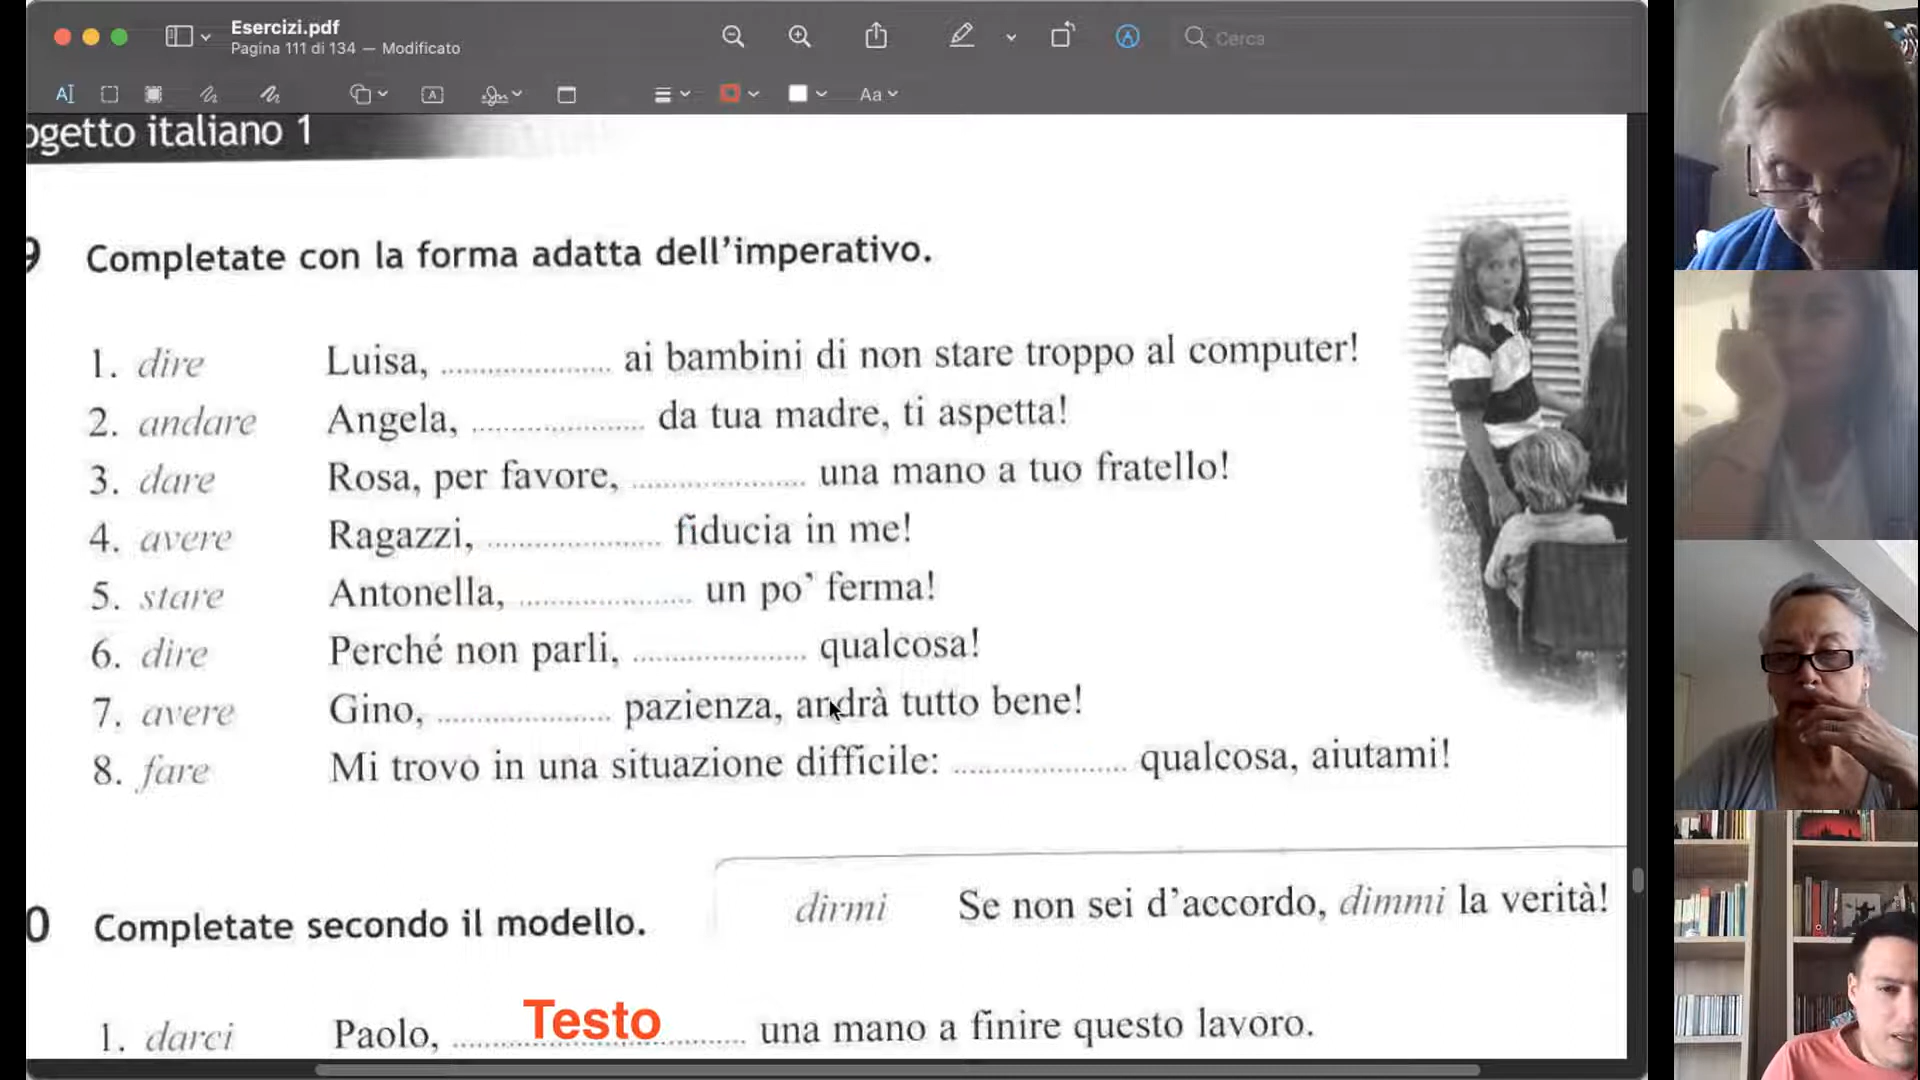 Esercizi.pdf
Pagina 111 di 134 — Modificato
Cerca
Aa
ogetto italiano 1
9 Completate con la forma adatta dell'imperativo.
1. dire Luisa, .................... ai bambini di non stare troppo al computer!
2. andare Angela, .................... da tua madre, ti aspetta!
3. dare Rosa, per favore, .................... una mano a tuo fratello!
4. avere Ragazzi, .................... fiducia in me!
5. stare Antonella, .................... un po' ferma!
6. dire Perché non parli, .................... qualcosa!
7. avere Gino, .................... pazienza, andrà tutto bene!
8. fare Mi trovo in una situazione difficile: .................... qualcosa, aiutami!
dirmi Se non sei d'accordo, dimmi la verità!
0 Completate secondo il modello.
1. darci Paolo, ....Testo.... una mano a finire questo lavoro.